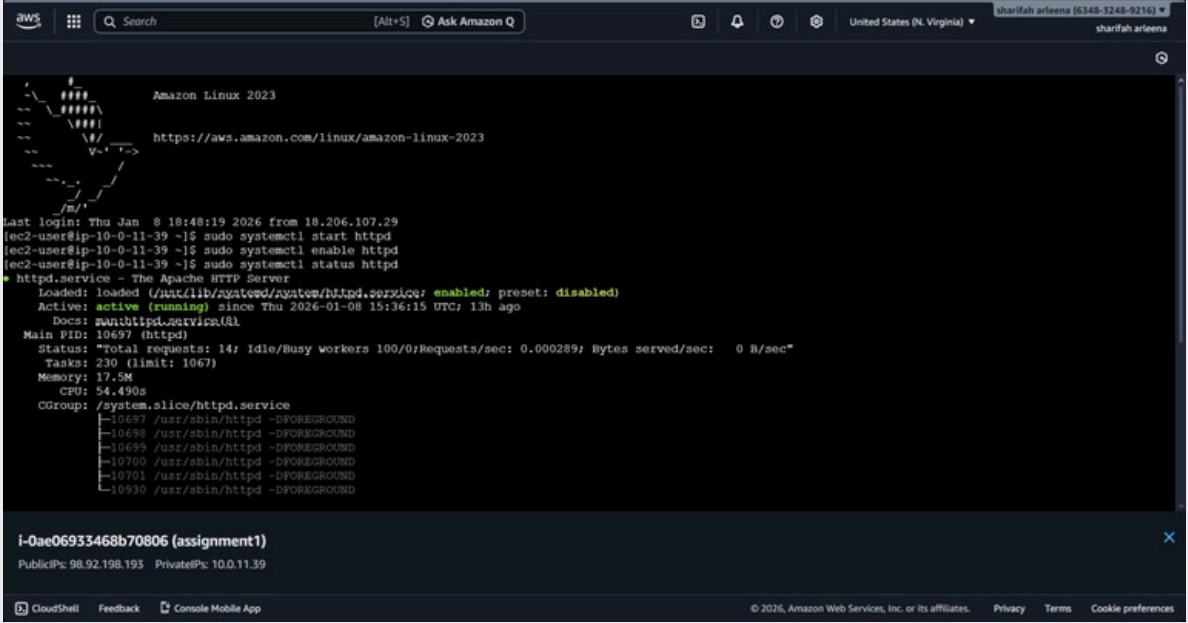 aws
Search [Alt+S] Ask Amazon Q
United States (N. Virginia) ▼
sharifah arleena (6348-3248-9216) ▼
sharifah arleena
Amazon Linux 2023
https://aws.amazon.com/linux/amazon-linux-2023
Last login: Thu Jan  8 18:48:19 2026 from 18.206.107.29
[ec2-user@ip-10-0-11-39 ~]$ sudo systemctl start httpd
[ec2-user@ip-10-0-11-39 ~]$ sudo systemctl enable httpd
[ec2-user@ip-10-0-11-39 ~]$ sudo systemctl status httpd
● httpd.service - The Apache HTTP Server
Loaded: loaded (/usr/lib/systemd/system/httpd.service; enabled; preset: disabled)
Active: active (running) since Thu 2026-01-08 15:36:15 UTC; 13h ago
Docs: man:httpd.service(8)
Main PID: 10697 (httpd)
Status: "Total requests: 14; Idle/Busy workers 100/0;Requests/sec: 0.000289; Bytes served/sec:   0 B/sec"
Tasks: 230 (limit: 1067)
Memory: 17.5M
CPU: 54.490s
CGroup: /system.slice/httpd.service
├─10697 /usr/sbin/httpd -DFOREGROUND
├─10698 /usr/sbin/httpd -DFOREGROUND
├─10699 /usr/sbin/httpd -DFOREGROUND
├─10700 /usr/sbin/httpd -DFOREGROUND
├─10701 /usr/sbin/httpd -DFOREGROUND
└─10930 /usr/sbin/httpd -DFOREGROUND
i-0ae06933468b70806 (assignment1)
PublicIPs: 98.92.198.193 PrivateIPs: 10.0.11.39
CloudShell Feedback Console Mobile App © 2026, Amazon Web Services, Inc. or its affiliates. Privacy Terms Cookie preferences